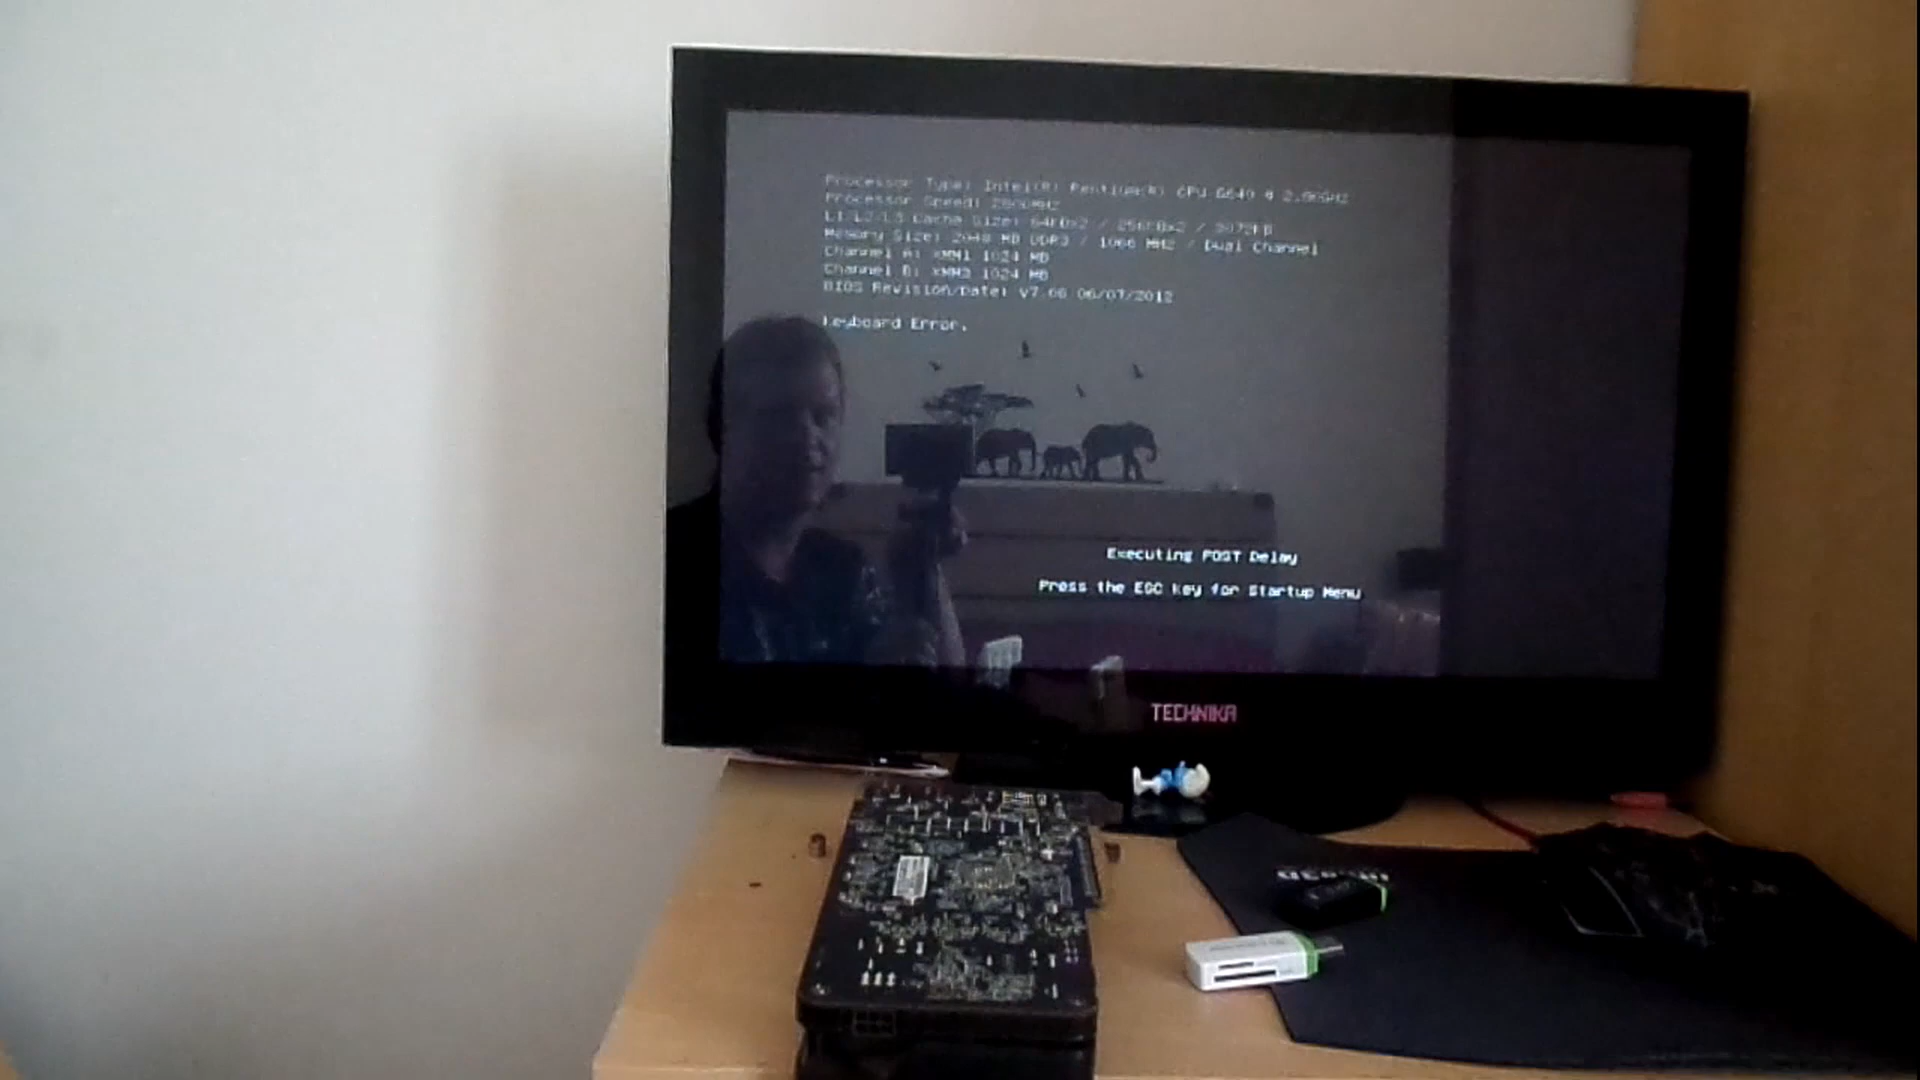 Processor Type: Intel(R) Pentium(R) CPU G640 @ 2.80GHz
Processor Speed: 2800MHz
L1/L2/L3 Cache Size: 64KBx2 / 256KBx2 / 3072KB
Memory Size: 2048 MB DDR3 / 1066 MHz / Dual Channel
Channel A: XMM1 1024 MB
Channel B: XMM3 1024 MB
BIOS Revision/Date: v7.06 06/07/2012
Keyboard Error.
Executing POST Delay
Press the ESC key for Startup Menu
TECHNIKA